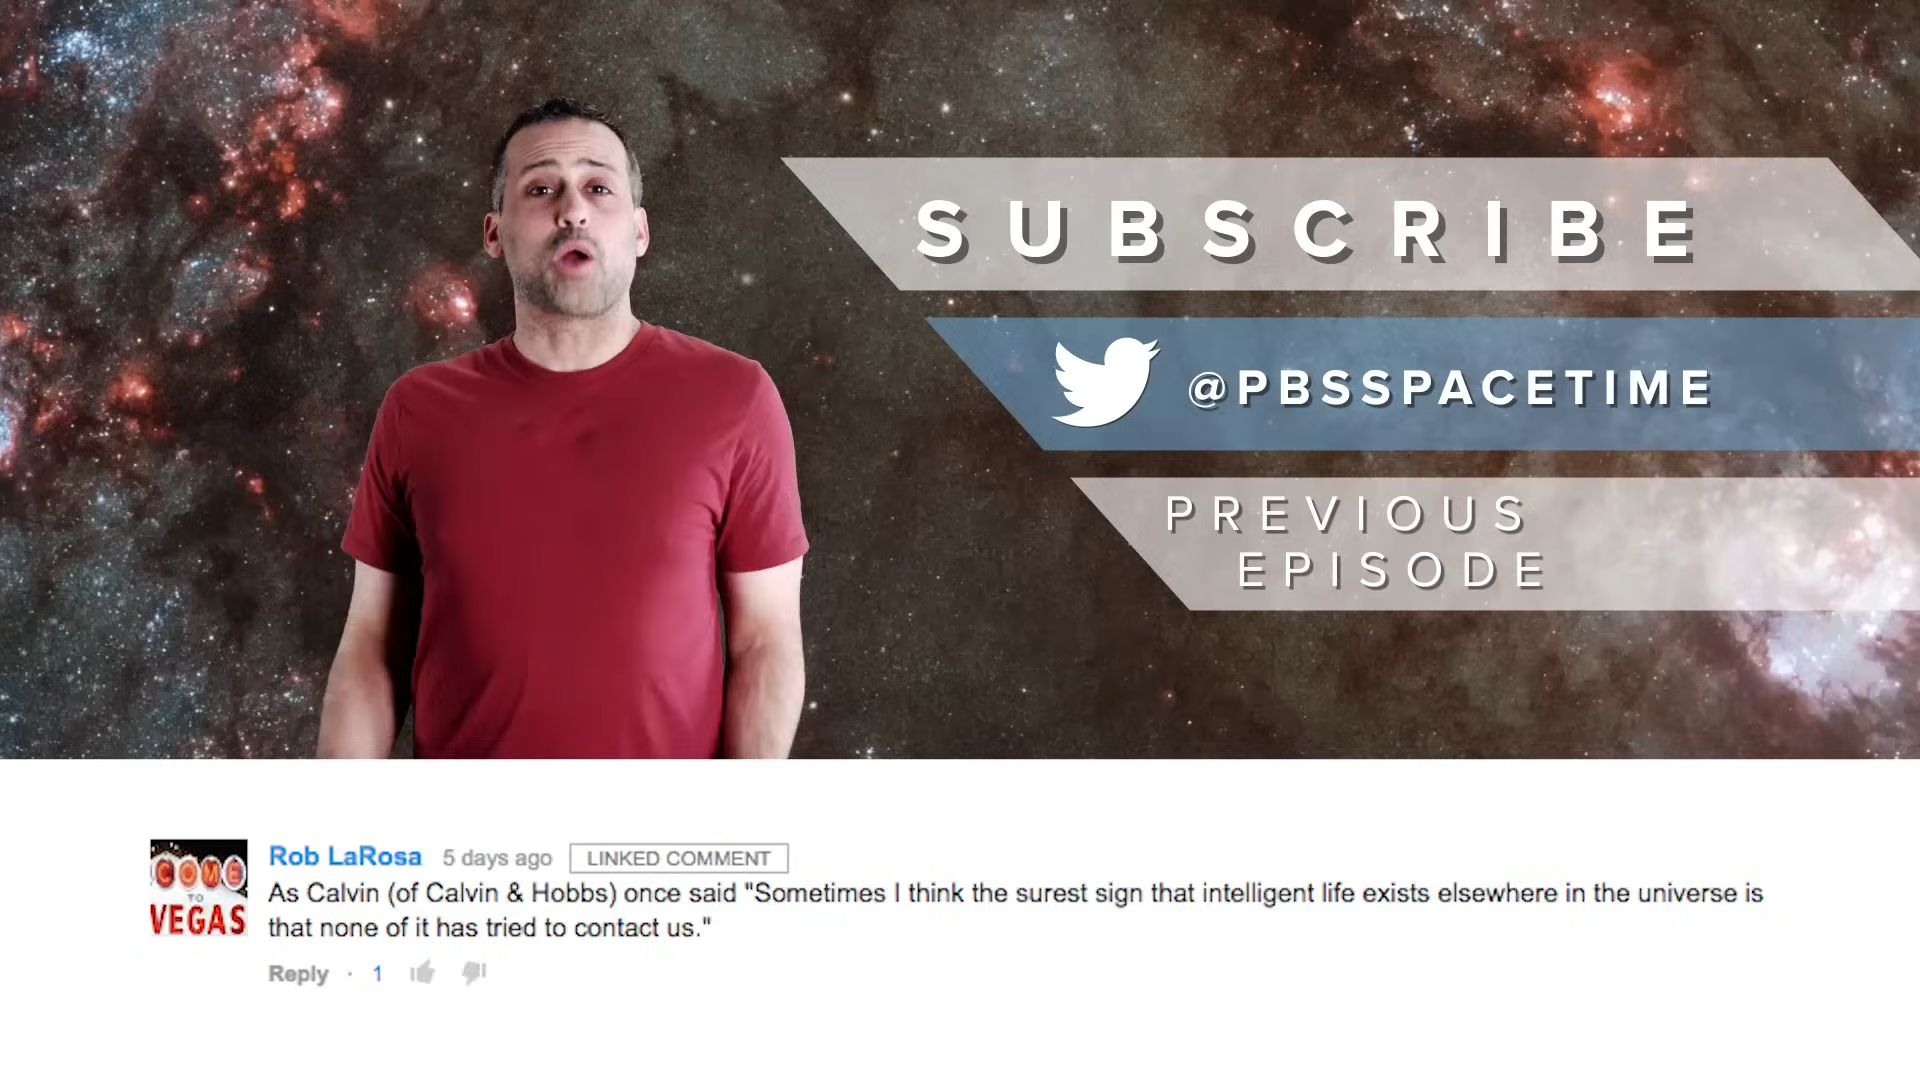 SUBSCRIBE
@PBSSPACETIME
PREVIOUS
EPISODE
COME
TO
VEGAS
Rob LaRosa 5 days ago LINKED COMMENT
As Calvin (of Calvin & Hobbs) once said "Sometimes I think the surest sign that intelligent life exists elsewhere in the universe is
that none of it has tried to contact us."
Reply · 1